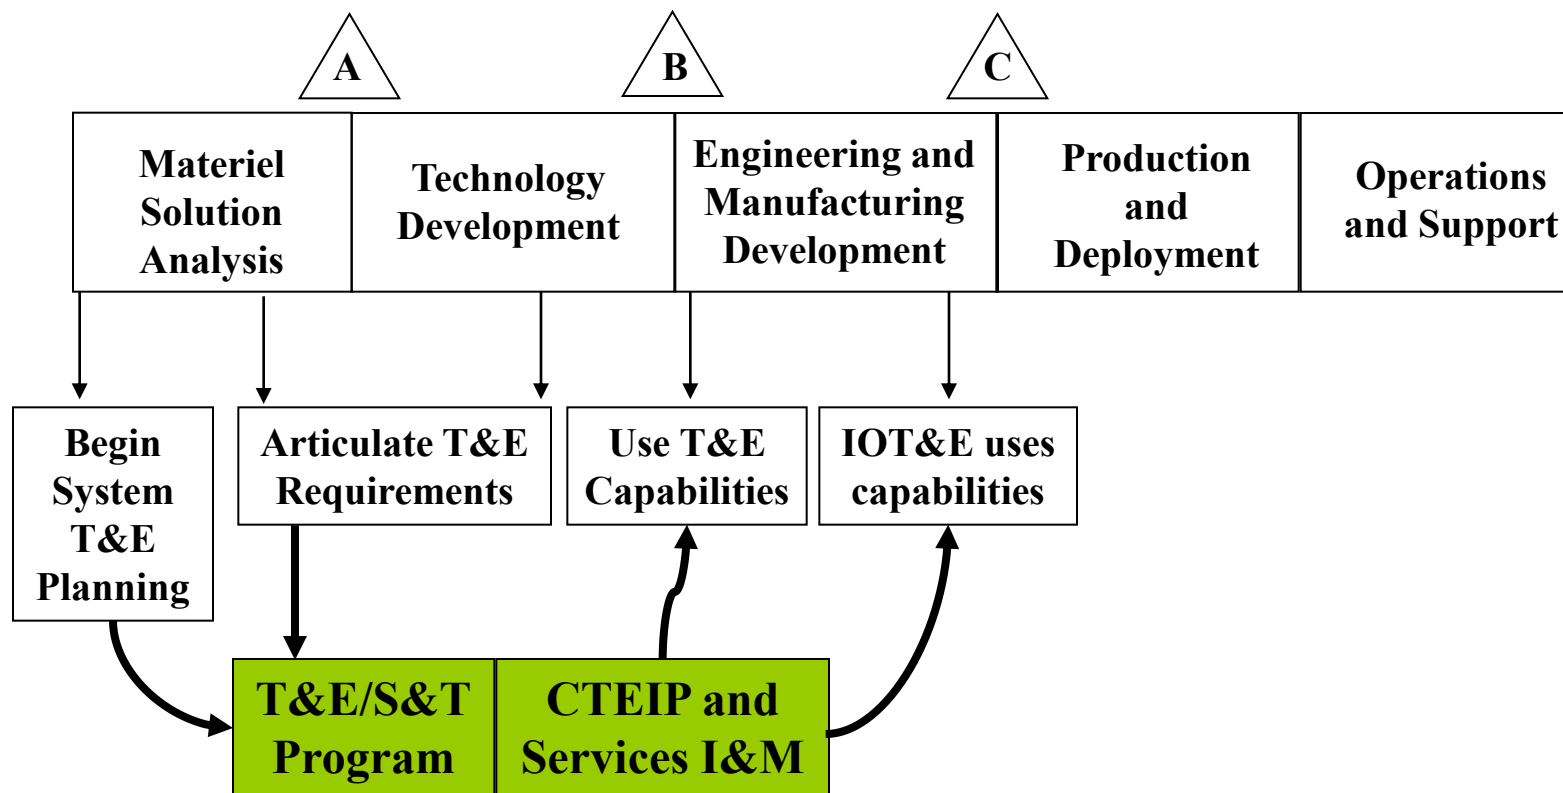 A
B
C
Materiel
Solution
Analysis
Technology
Development
Engineering and
Manufacturing
Development
Production
and
Deployment
Operations
and Support
Begin
System
T&E
Planning
Articulate T&E
Requirements
Use T&E
Capabilities
IOT&E uses
capabilities
T&E/S&T
Program
CTEIP and
Services I&M